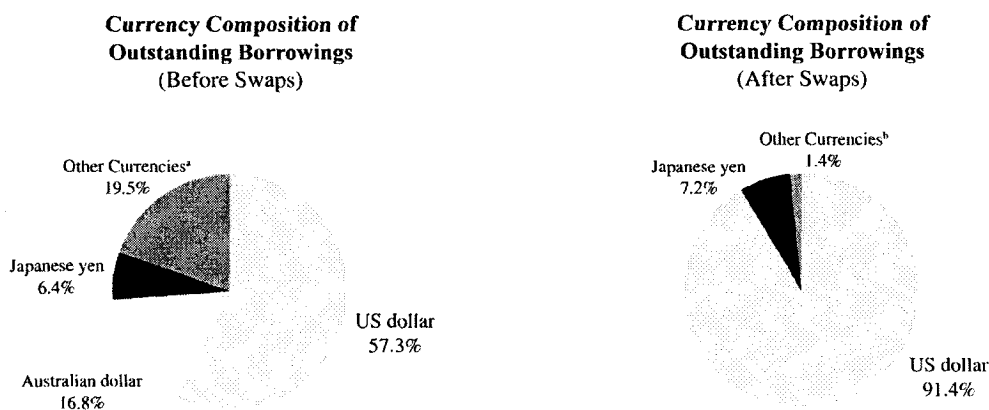 Currency Composition of
Outstanding Borrowings
(Before Swaps)
Other Currenciesᵃ
19.5%
Japanese yen
6.4%
US dollar
57.3%
Australian dollar
16.8%
Currency Composition of
Outstanding Borrowings
(After Swaps)
Other Currenciesᵇ
1.4%
Japanese yen
7.2%
US dollar
91.4%